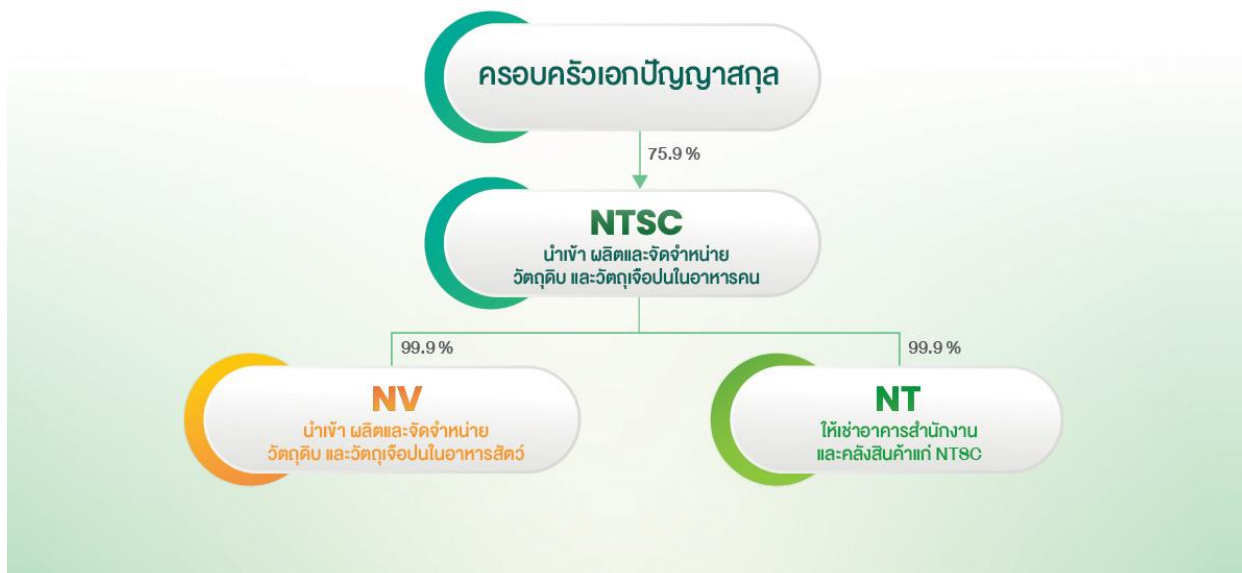 ครอบครัวเอกปัญญาสกุล
75.9%
NTSC
นำเข้า ผลิตและจัดจำหน่าย
วัตถุดิบ และวัตถุเจือปนในอาหารคน
99.9%
99.9%
NV
นำเข้า ผลิตและจัดจำหน่าย
วัตถุดิบ และวัตถุเจือปนในอาหารสัตว์
NT
ให้เช่าอาคารสำนักงาน
และคลังสินค้าแก่ NTSC